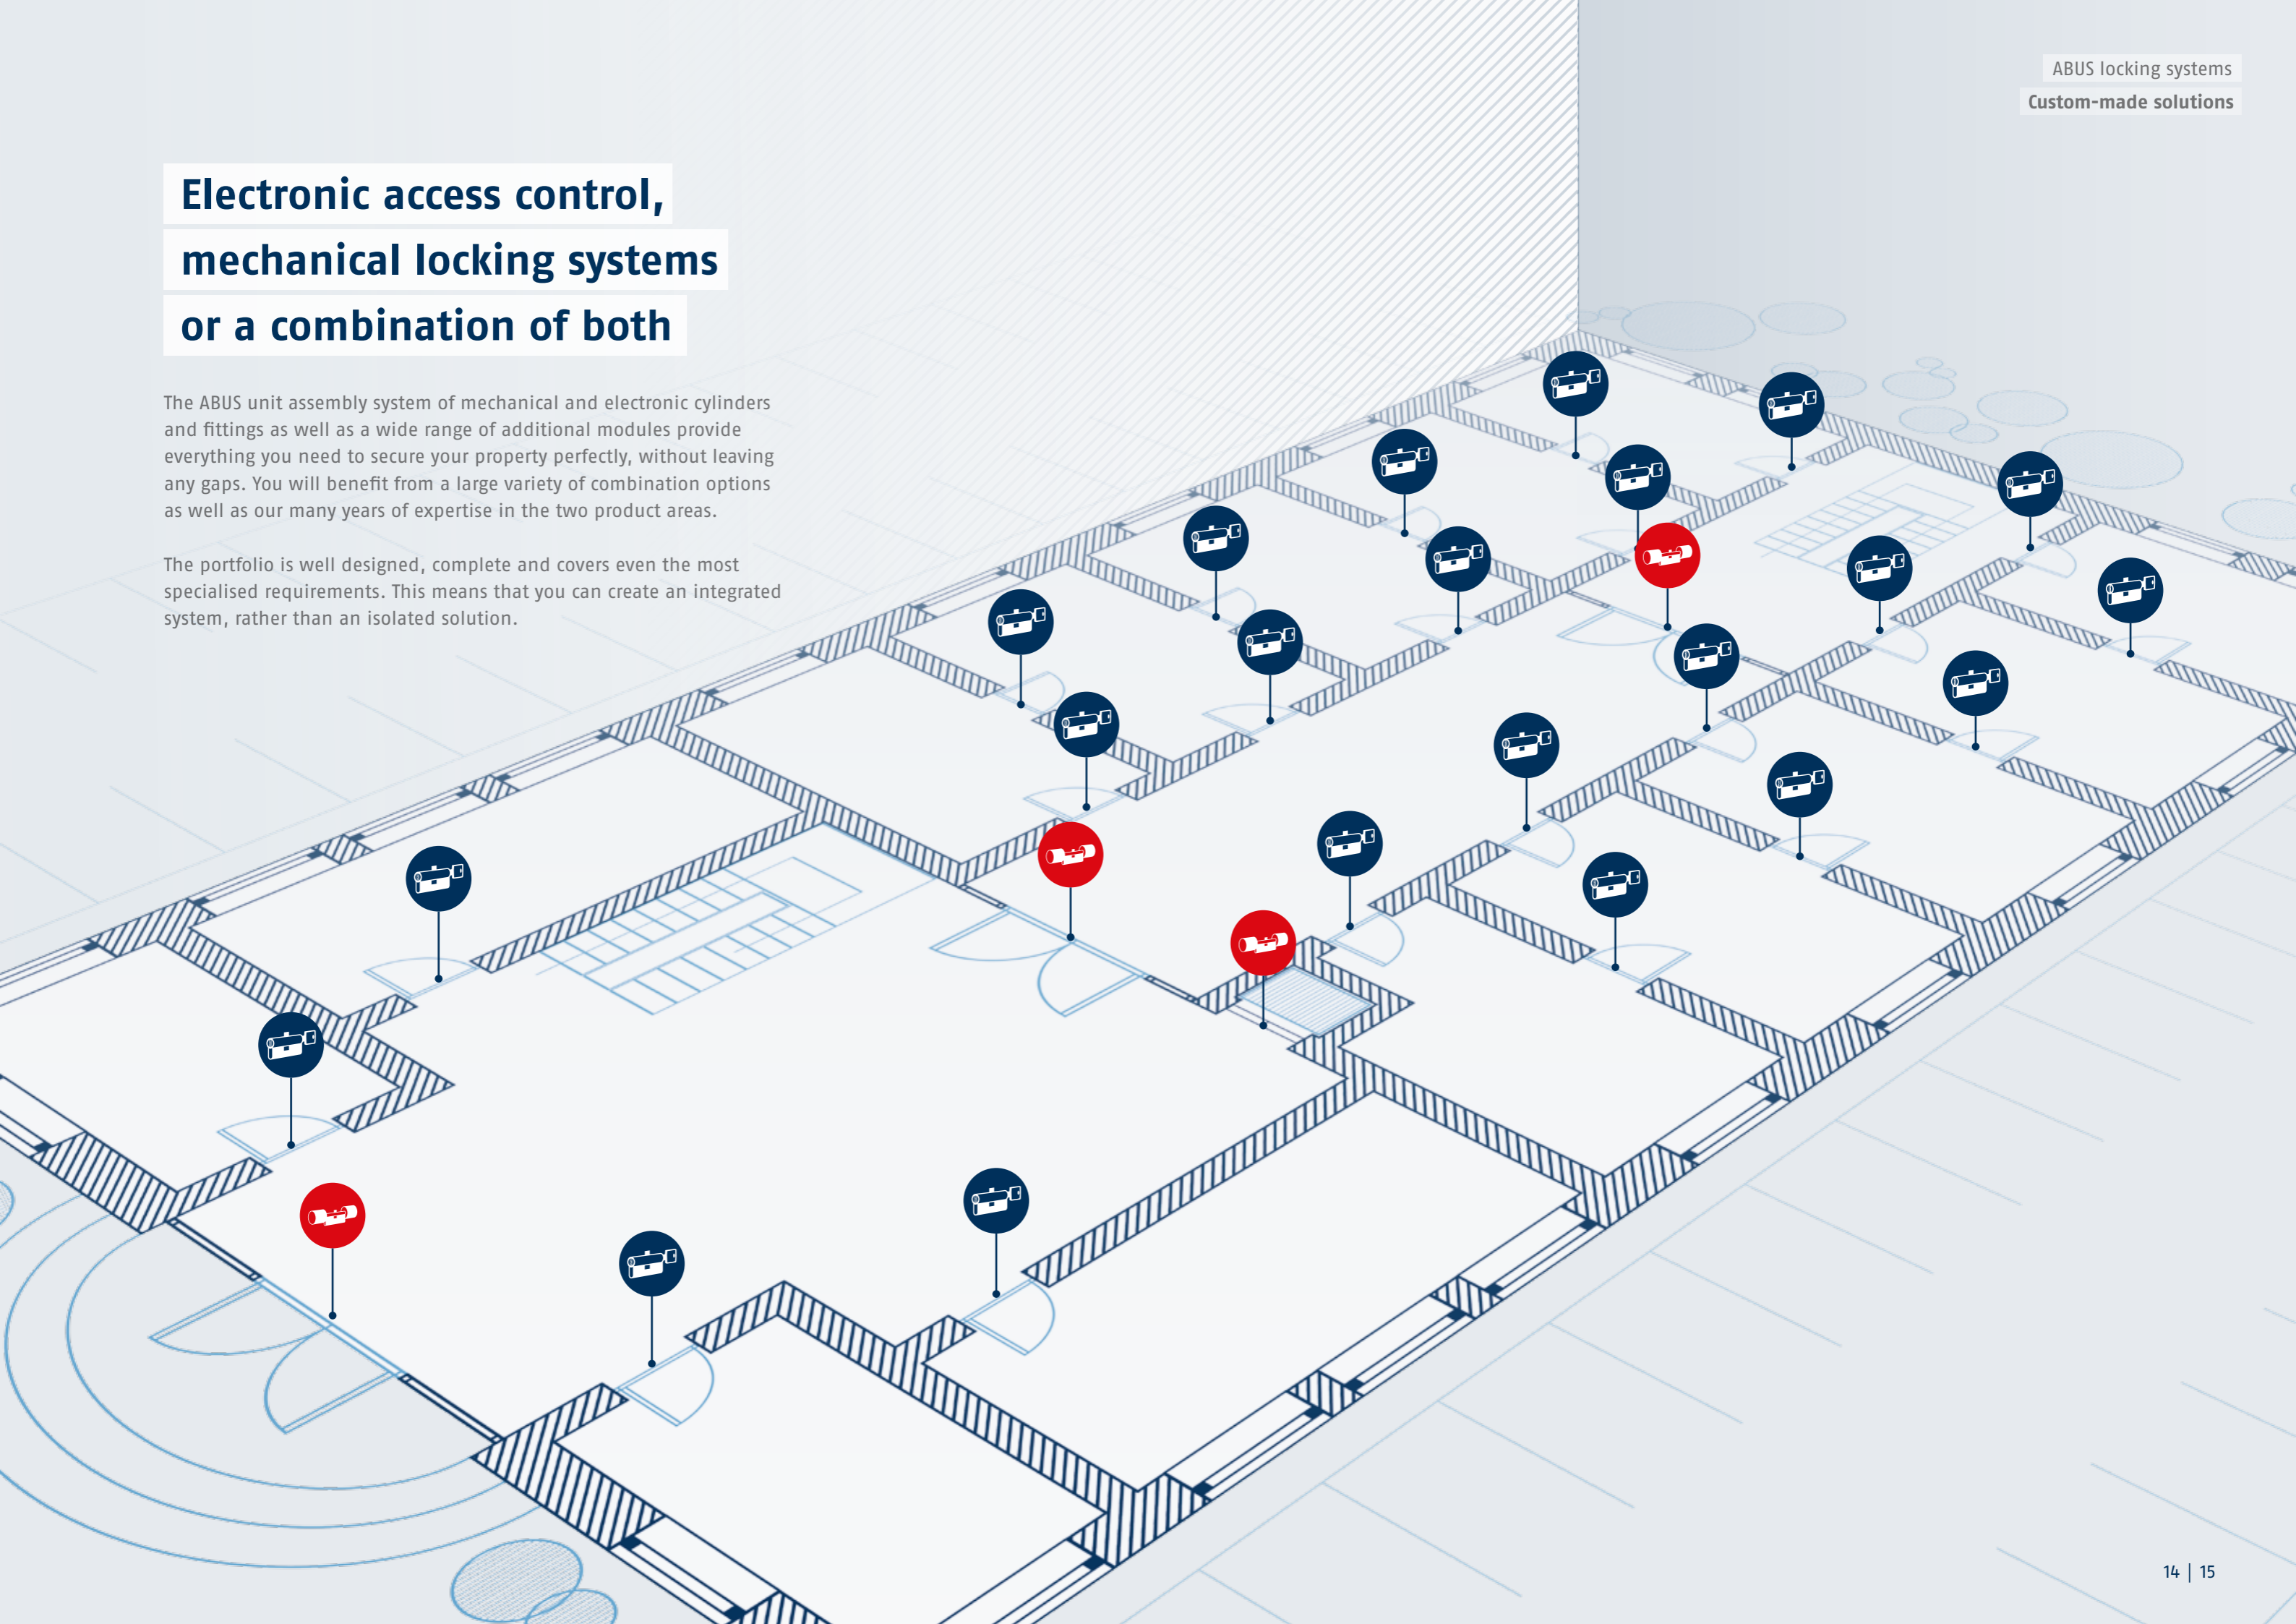 ABUS locking systems
Custom-made solutions
Electronic access control,
mechanical locking systems
or a combination of both
The ABUS unit assembly system of mechanical and electronic cylinders
and fittings as well as a wide range of additional modules provide
everything you need to secure your property perfectly, without leaving
any gaps. You will benefit from a large variety of combination options
as well as our many years of expertise in the two product areas.
The portfolio is well designed, complete and covers even the most
specialised requirements. This means that you can create an integrated
system, rather than an isolated solution.
14 | 15